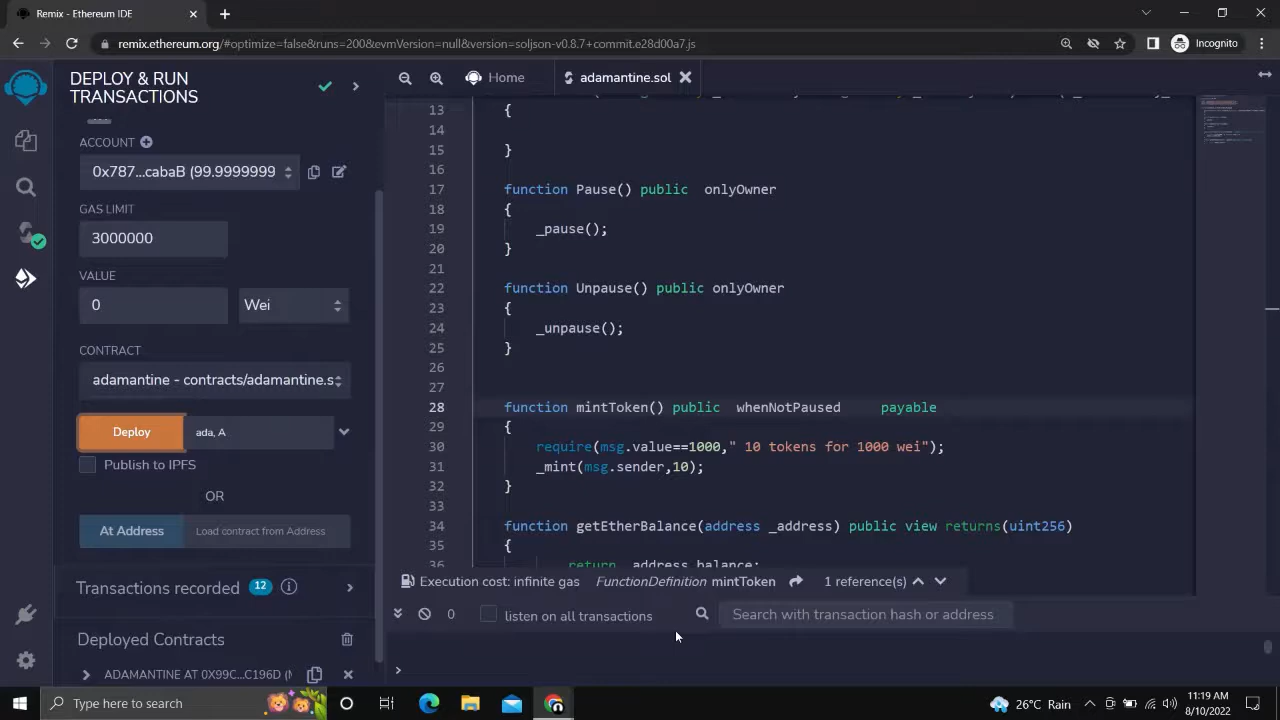 Remix - Ethereum IDE
remix.ethereum.org/#optimize=false&runs=200&evmVersion=null&version=soljson-v0.8.7+commit.e28d00a7.js
Incognito
DEPLOY & RUN
TRANSACTIONS
Home
adamantine.sol
ACCOUNT
0x787...cabaB (99.9999999
GAS LIMIT
3000000
VALUE
0
Wei
CONTRACT
adamantine - contracts/adamantine.s
Deploy
ada, A
Publish to IPFS
OR
At Address
Load contract from Address
Transactions recorded 12 i
Deployed Contracts
ADAMANTINE AT 0X99C...C196D (
13 {
14
15 }
16
17 function Pause() public onlyOwner
18 {
19 _pause();
20 }
21
22 function Unpause() public onlyOwner
23 {
24 _unpause();
25 }
26
27
28 function mintToken() public whenNotPaused payable
29 {
30 require(msg.value==1000," 10 tokens for 1000 wei");
31 _mint(msg.sender,10);
32 }
33
34 function getEtherBalance(address _address) public view returns(uint256)
35 {
36 return _address.balance;
Execution cost: infinite gas FunctionDefinition mintToken 1 reference(s)
0 listen on all transactions Search with transaction hash or address
>
Type here to search
26°C Rain
11:19 AM
8/10/2022